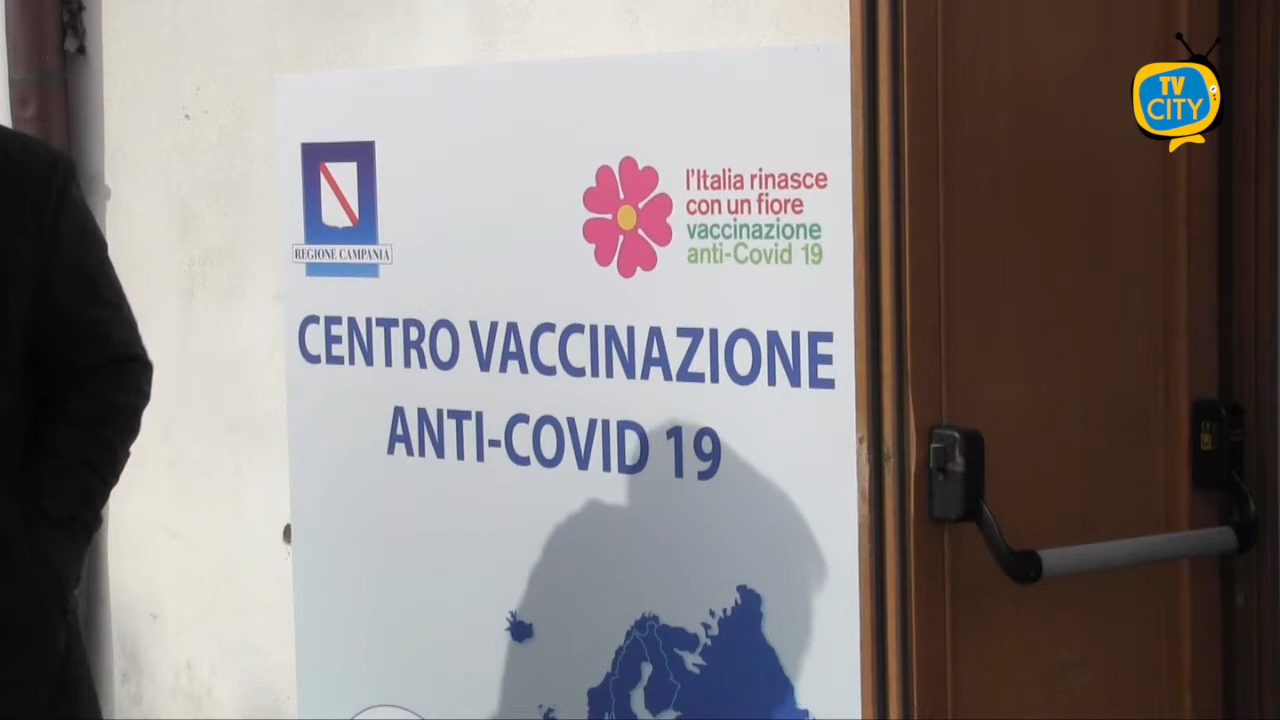 TV
CITY
REGIONE CAMPANIA
l'Italia rinasce
con un fiore
vaccinazione
anti-Covid 19
CENTRO VACCINAZIONE
ANTI-COVID 19